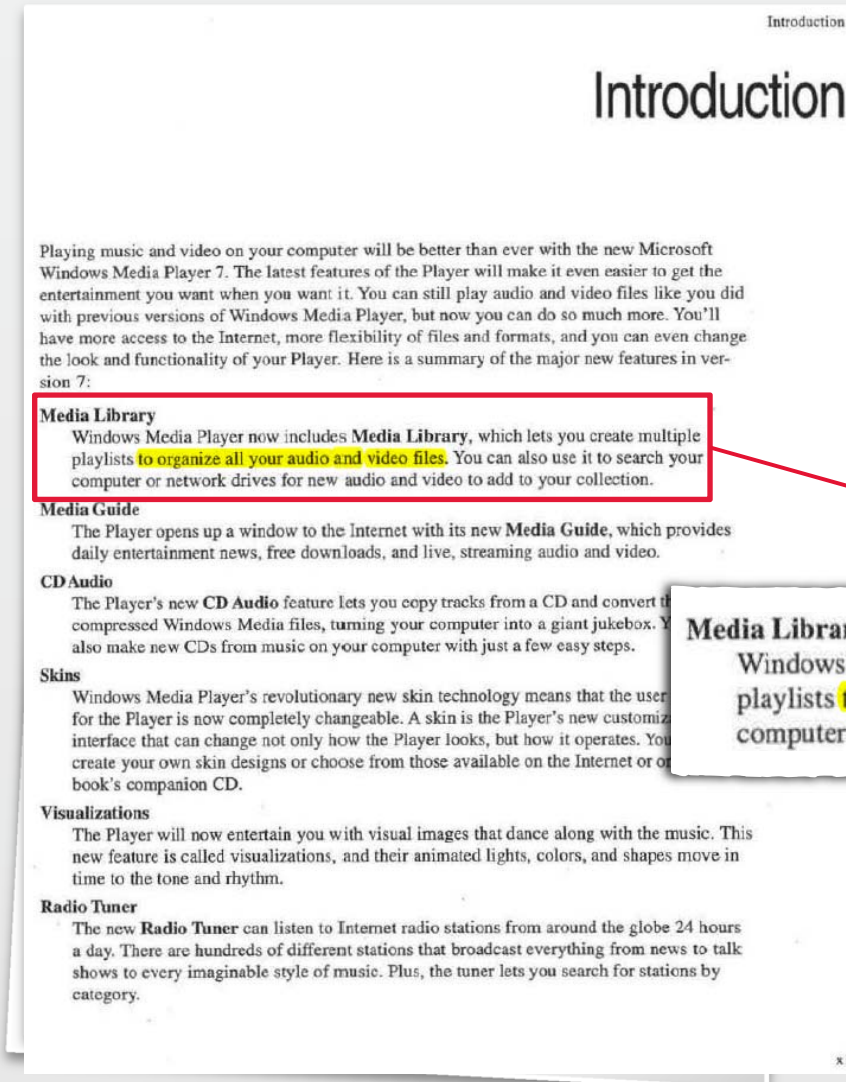 Introduction
Introduction
Playing music and video on your computer will be better than ever with the new Microsoft
Windows Media Player 7. The latest features of the Player will make it even easier to get the
entertainment you want when you want it. You can still play audio and video files like you did
with previous versions of Windows Media Player, but now you can do so much more. You'll
have more access to the Internet, more flexibility of files and formats, and you can even change
the look and functionality of your Player. Here is a summary of the major new features in ver-
sion 7:
Media Library
Windows Media Player now includes Media Library, which lets you create multiple
playlists to organize all your audio and video files. You can also use it to search your
computer or network drives for new audio and video to add to your collection.
Media Guide
The Player opens up a window to the Internet with its new Media Guide, which provides
daily entertainment news, free downloads, and live, streaming audio and video.
CD Audio
The Player's new CD Audio feature lets you copy tracks from a CD and convert
compressed Windows Media files, turning your computer into a giant jukebox.
also make new CDs from music on your computer with just a few easy steps.
Skins
Windows Media Player's revolutionary new skin technology means that the user
for the Player is now completely changeable. A skin is the Player's new
interface that can change not only how the Player looks, but how it operates. You
create your own skin designs or choose from those available on the Internet or
book's companion CD.
Visualizations
The Player will now entertain you with visual images that dance along with the music. This
new feature is called visualizations, and their animated lights, colors, and shapes move in
time to the tone and rhythm.
Radio Tuner
The new Radio Tuner can listen to Internet radio stations from around the globe 24 hours
a day. There are hundreds of different stations that broadcast everything from news to talk
shows to every imaginable style of music. Plus, the tuner lets you search for stations by
category.
Media
Windows
playlists
computer
x